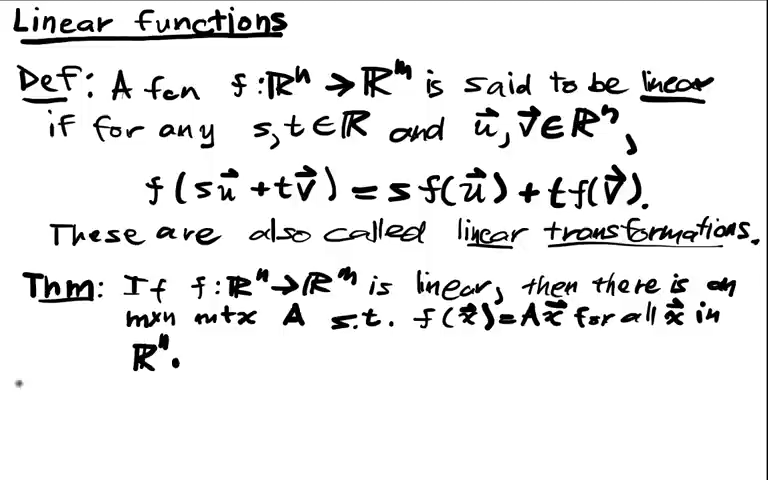 Linear functions
Def: A fcn f:ℝⁿ→ℝᵐ is said to be linear
if for any s,t∈ℝ and u⃗,v⃗∈ℝⁿ,
f(su⃗+tv⃗)=sf(u⃗)+tf(v⃗).
These are also called linear transformations.
Thm: If f:ℝⁿ→ℝᵐ is linear, then there is an
m×n mtx A s.t. f(x⃗)=Ax⃗ for all x⃗ in
ℝⁿ.